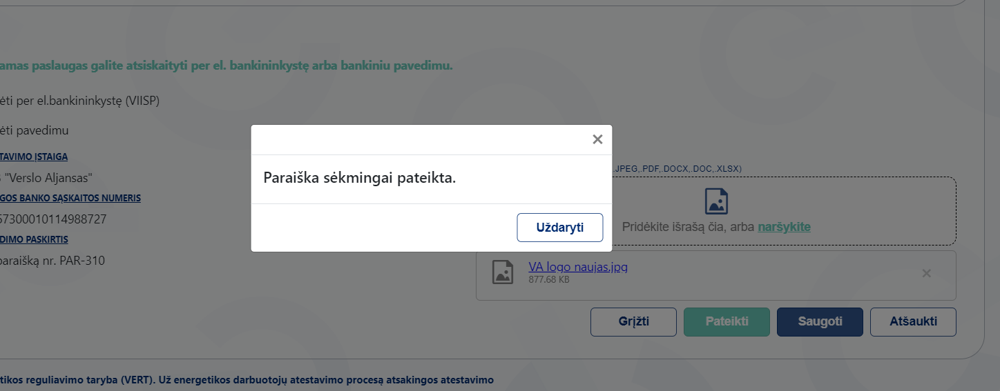 amas paslaugas galite atsiskaityti per el. bankininkystę arba bankiniu pavedimu.
ėti per el.bankininkystę (VIISP)
ėti pavedimu
TAVIMO ĮSTAIGA
"Verslo Aljansas"
GOS BANKO SĄSKAITOS NUMERIS
57300010114988727
DIMO PASKIRTIS
paraišką nr. PAR-310
×
Paraiška sėkmingai pateikta.
Uždaryti
.JPEG,.PDF,.DOCX,.DOC,.XLSX)
Pridėkite išrašą čia, arba naršykite
VA logo naujas.jpg
877.68 KB
×
Grįžti
Pateikti
Saugoti
Atšaukti
tikos reguliavimo taryba (VERT). Už energetikos darbuotojų atestavimo procesą atsakingos atestavimo